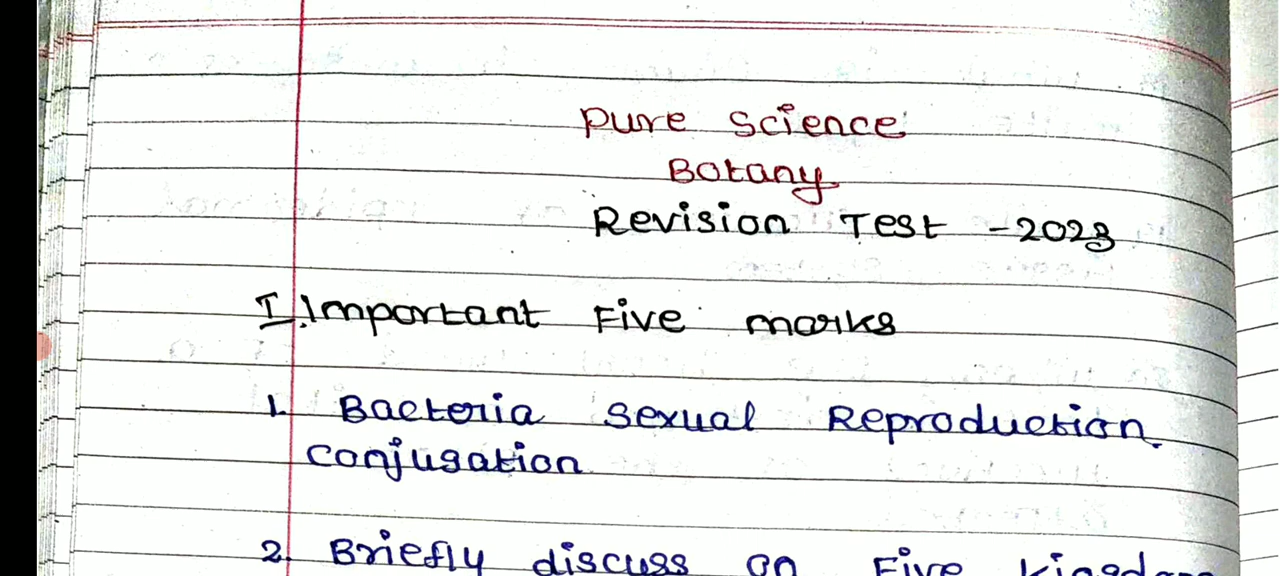 Pure Science
Botany
Revision Test - 2023
I. Important Five marks
1. Bacteria Sexual Reproduction
Conjugation
2. Briefly discuss on Five Kingdom